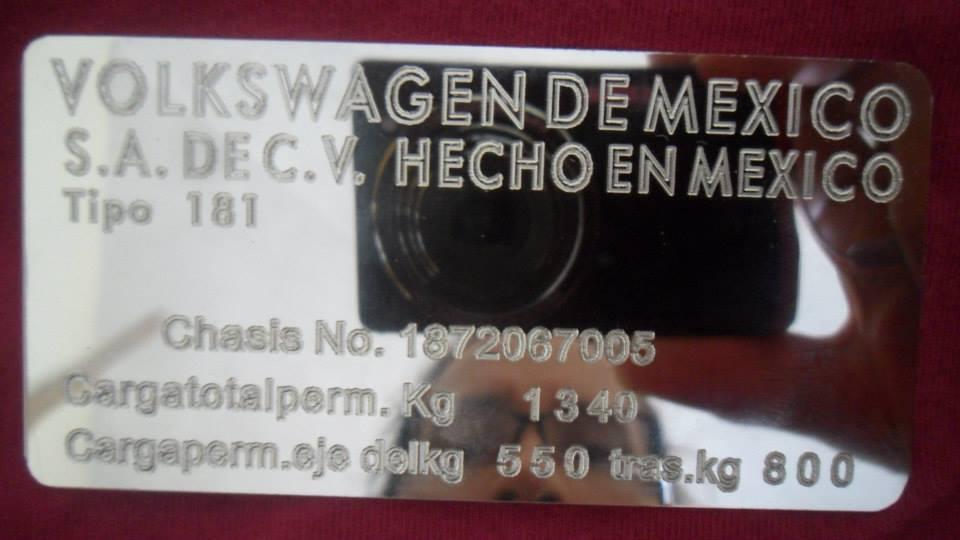 VOLKSWAGEN DE MEXICO
S.A. DE C.V. HECHO EN MEXICO
Tipo 181
Chasis No. 1872067005
Cargatotalperm. Kg 1340
Cargaperm.eje delkg 550 tras.kg 800